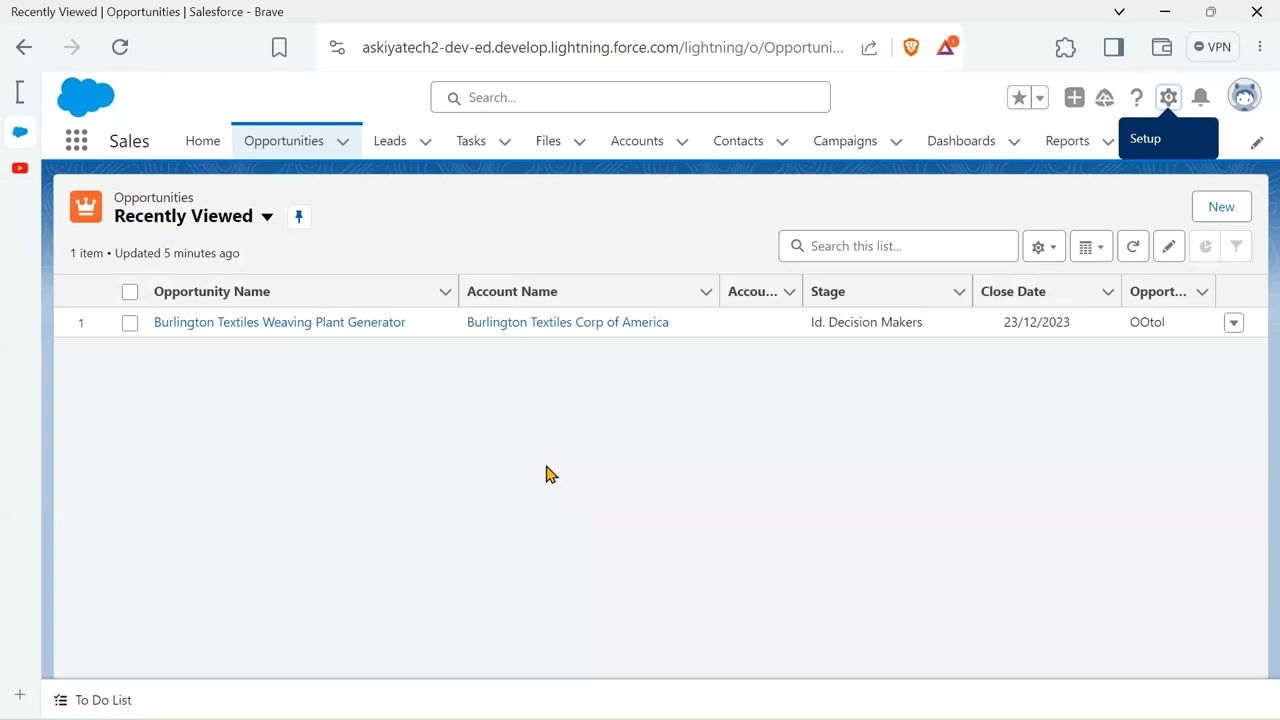 Recently Viewed | Opportunities | Salesforce - Brave
askiyatech2-dev-ed.develop.lightning.force.com/lightning/o/Opportuni...
1
VPN
Search...
Sales
Home
Opportunities
Leads
Tasks
Files
Accounts
Contacts
Campaigns
Dashboards
Reports
Setup
Opportunities
Recently Viewed
New
1 item • Updated 5 minutes ago
Search this list...
Opportunity Name
Account Name
Accou...
Stage
Close Date
Opport...
1
Burlington Textiles Weaving Plant Generator
Burlington Textiles Corp of America
Id. Decision Makers
23/12/2023
OOtol
To Do List